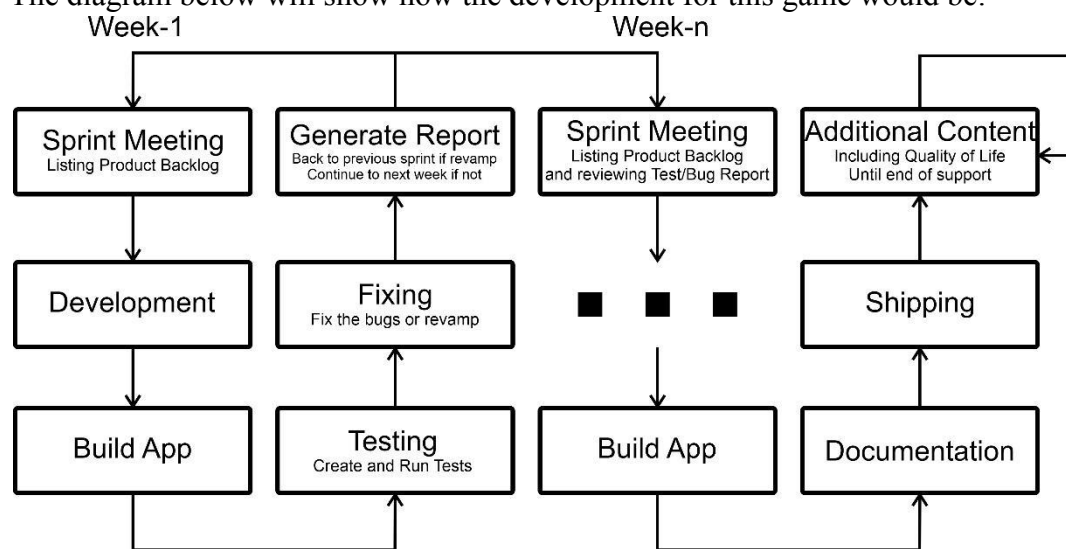 The diagram below will show how the development for this game would be:
Week-1
Week-n
Sprint Meeting
Listing Product Backlog
Development
Build App
Generate Report
Back to previous sprint if revamp
Continue to next week if not
Fixing
Fix the bugs or revamp
Testing
Create and Run Tests
Sprint Meeting
Listing Product Backlog
and reviewing Test/Bug Report
Build App
Additional Content
Including Quality of Life
Until end of support
Shipping
Documentation